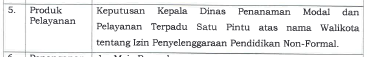 5. Produk Keputusan Kepala Dinas Penanaman Modal dan
Pelayanan Pelayanan Terpadu Satu Pintu atas nama Walikota
tentang Izin Penyelenggaraan Pendidikan Non-Formal.